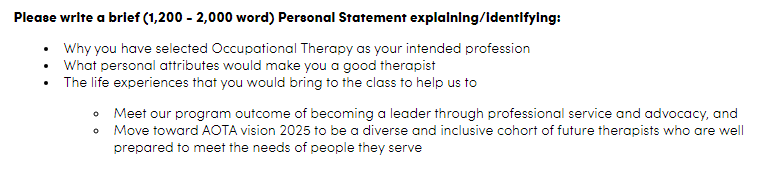 Please write a brief (1,200 - 2,000 word) Personal Statement explaining/identifying:
• Why you have selected Occupational Therapy as your intended profession
• What personal attributes would make you a good therapist
• The life experiences that you would bring to the class to help us to
◦ Meet our program outcome of becoming a leader through professional service and advocacy, and
◦ Move toward AOTA vision 2025 to be a diverse and inclusive cohort of future therapists who are well
prepared to meet the needs of people they serve